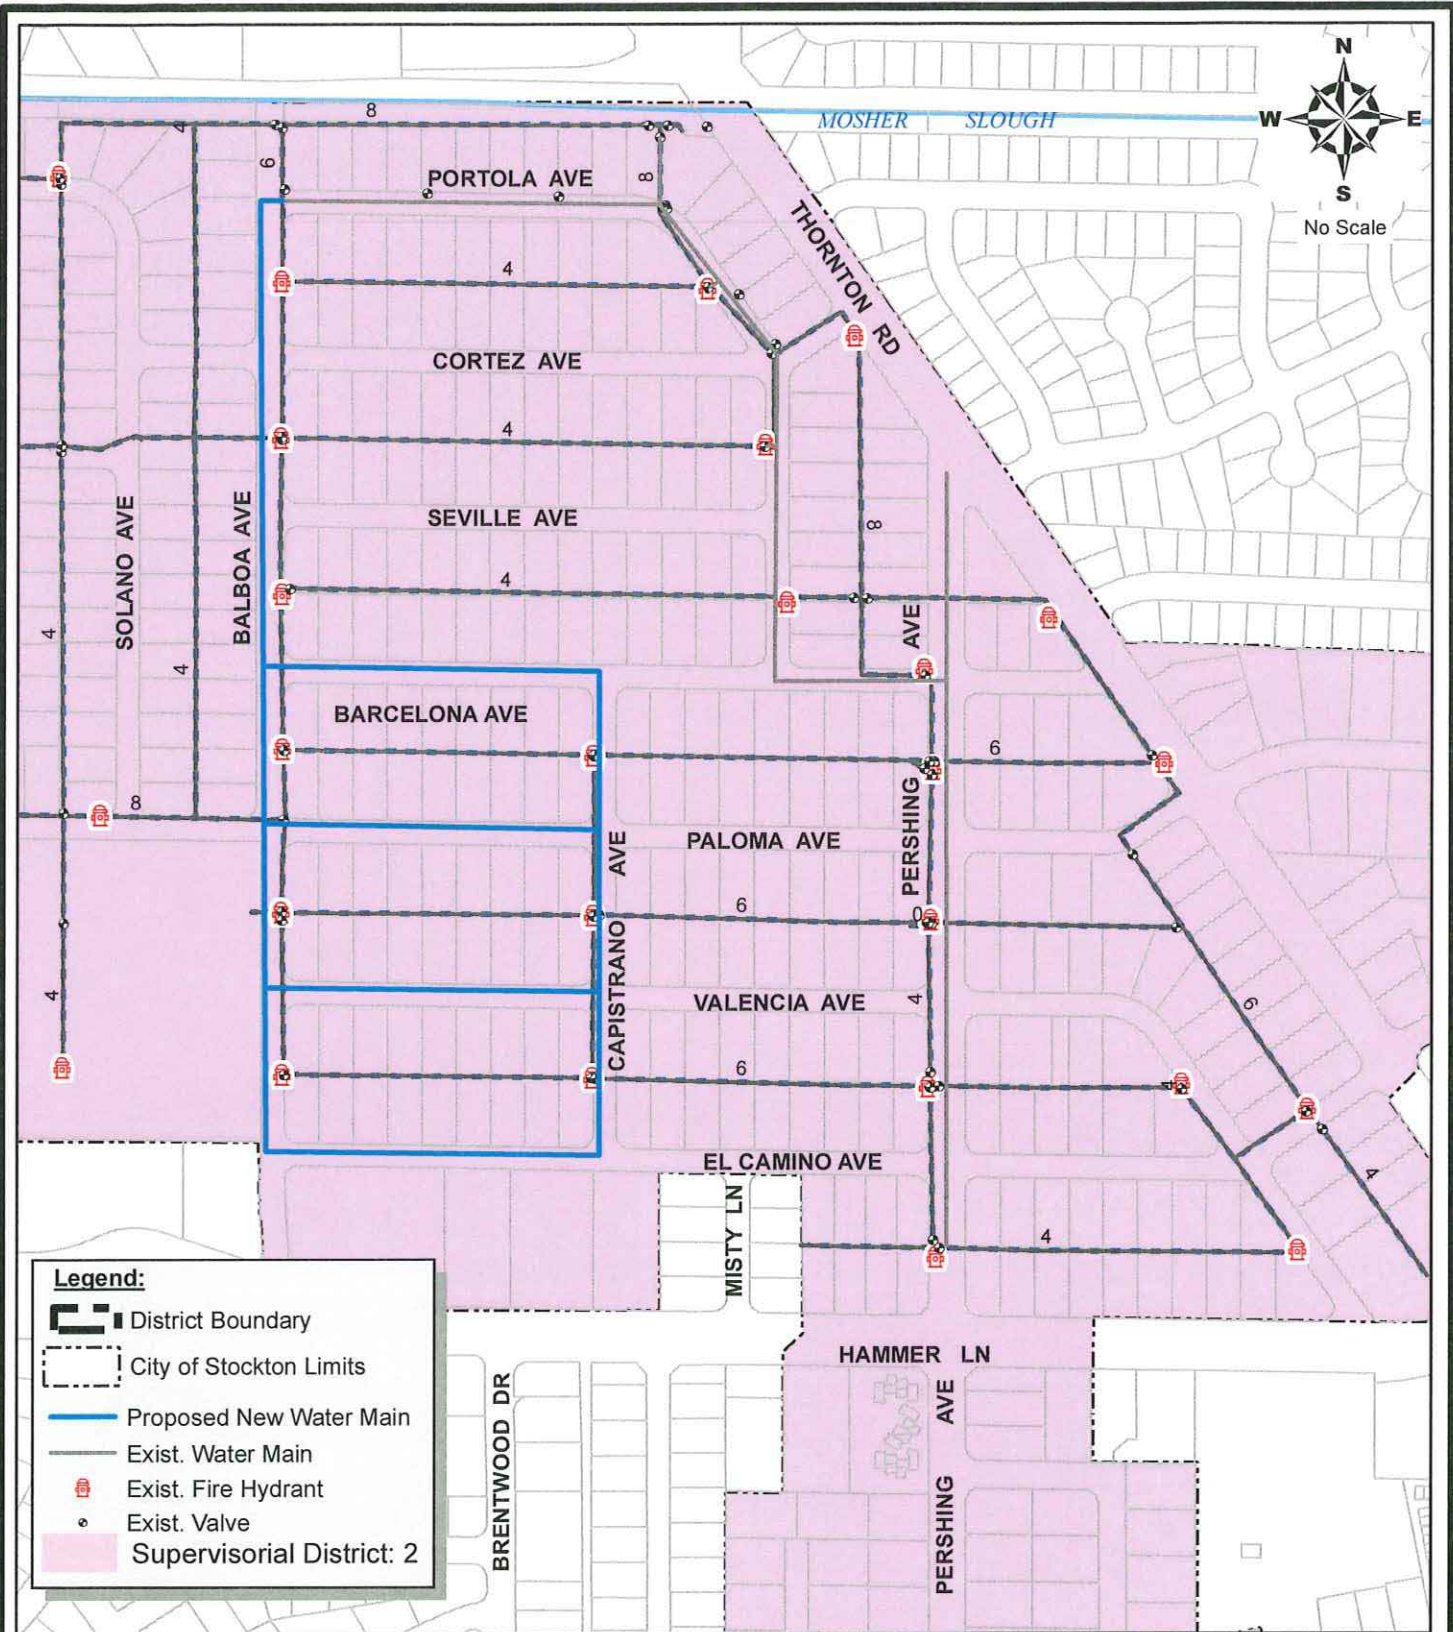 N
W E
S
No Scale
MOSHER SLOUGH
8
4
6
PORTOLA AVE
8
THORNTON RD
4
CORTEZ AVE
4
SOLANO AVE
BALBOA AVE
SEVILLE AVE
8
4
4
4
AVE
BARCELONA AVE
6
PERSHING
8
PALOMA AVE
AVE
CAPISTRANO
6
0
4
VALENCIA AVE
4
6
6
4
EL CAMINO AVE
4
MISTY LN
4
HAMMER LN
BRENTWOOD DR
PERSHING AVE
Legend:
District Boundary
City of Stockton Limits
Proposed New Water Main
Exist. Water Main
Exist. Fire Hydrant
Exist. Valve
Supervisorial District: 2